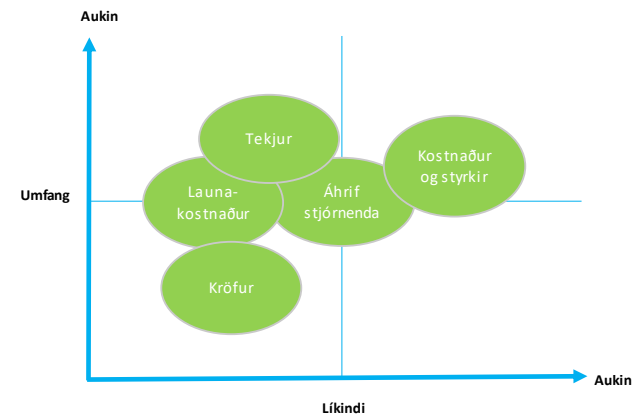 Aukin
Tekjur
Kostnaður
og styrkir
Launa-
kostnaður
Áhrif
stjórnenda
Umfang
Kröfur
Aukin
Líkindi